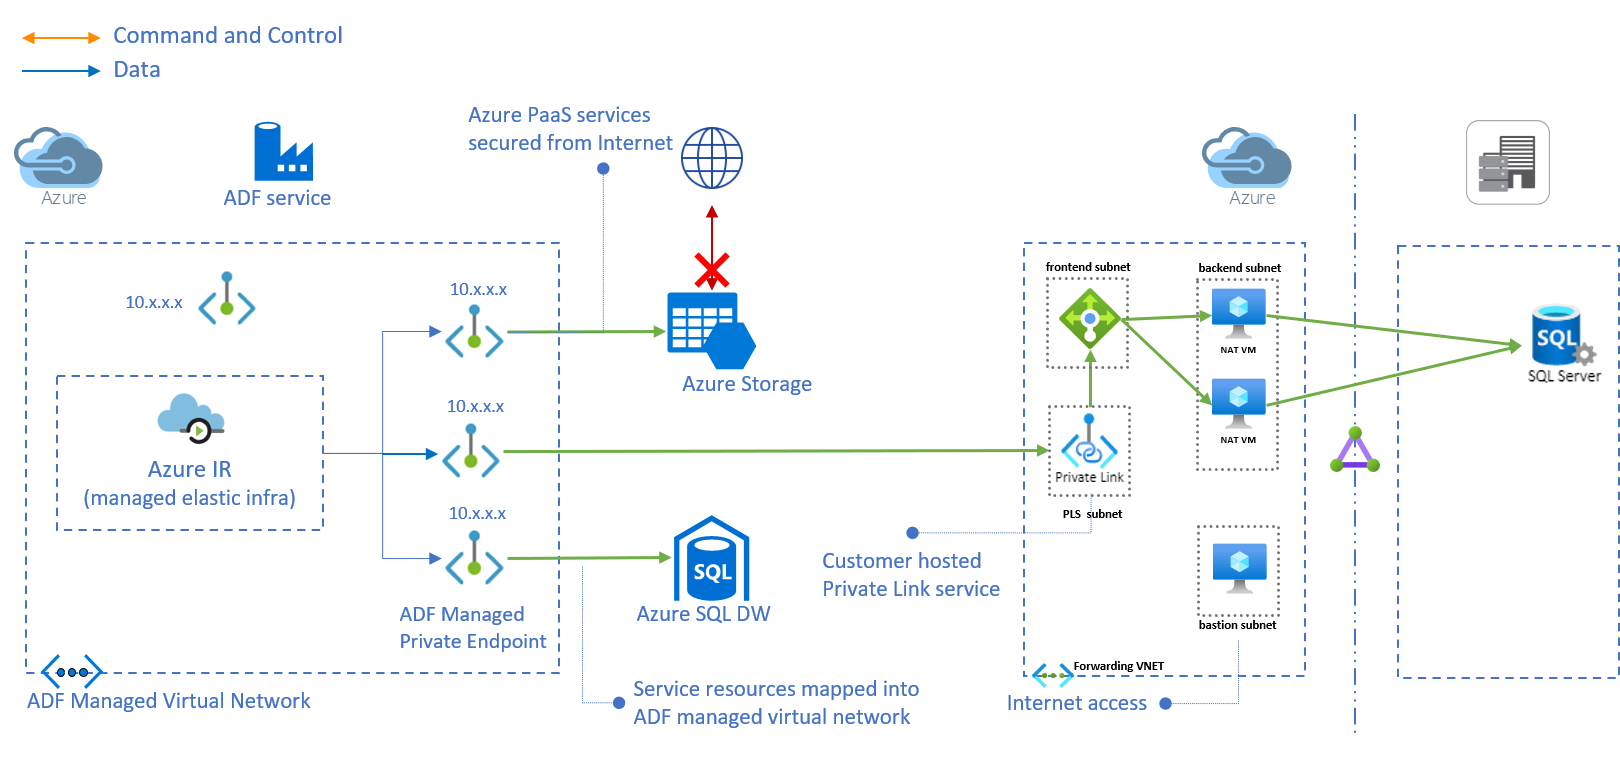 Command and Control
Data
Azure PaaS services
secured from Internet
Azure
ADF service
Azure
10.x.x.x
10.x.x.x
frontend subnet
backend subnet
NAT VM
SQL
SQL Server
Azure Storage
10.x.x.x
NAT VM
Azure IR
(managed elastic infra)
Private Link
PLS subnet
10.x.x.x
Customer hosted
Private Link service
SQL
Azure SQL DW
ADF Managed
Private Endpoint
bastion subnet
Forwarding VNET
ADF Managed Virtual Network
Service resources mapped into
ADF managed virtual network
Internet access